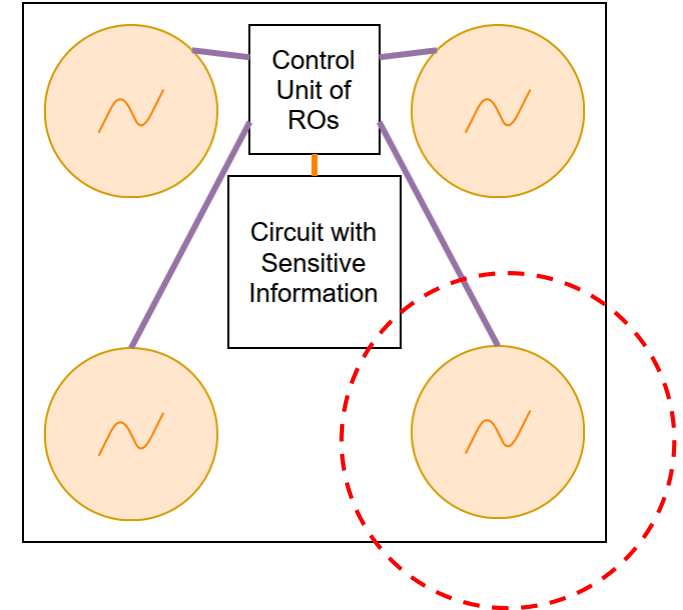 Control
Unit of
ROs
Circuit with
Sensitive
Information